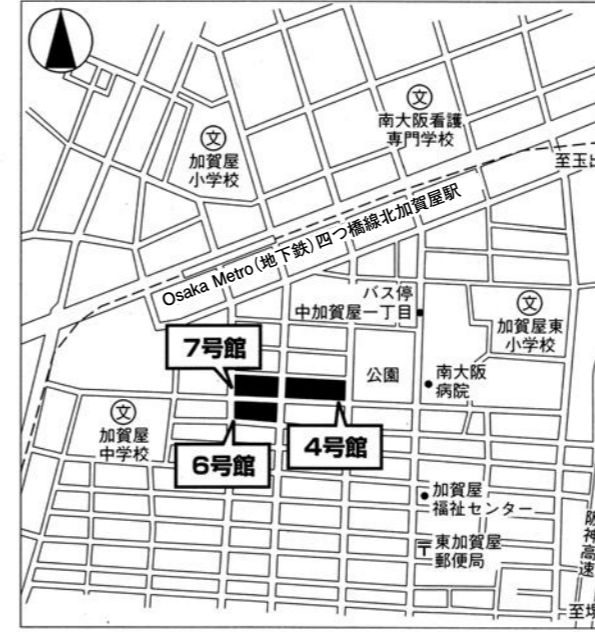 文
南大阪看護
専門学校
文
加賀屋
小学校
至玉出
Osaka Metro(地下鉄)四つ橋線北加賀屋駅
バス停
中加賀屋一丁目
文
加賀屋東
小学校
7号館
公園
南大阪
病院
文
加賀屋
中学校
6号館
4号館
加賀屋
福祉センター
〒東加賀屋
郵便局
阪神高速
至堺